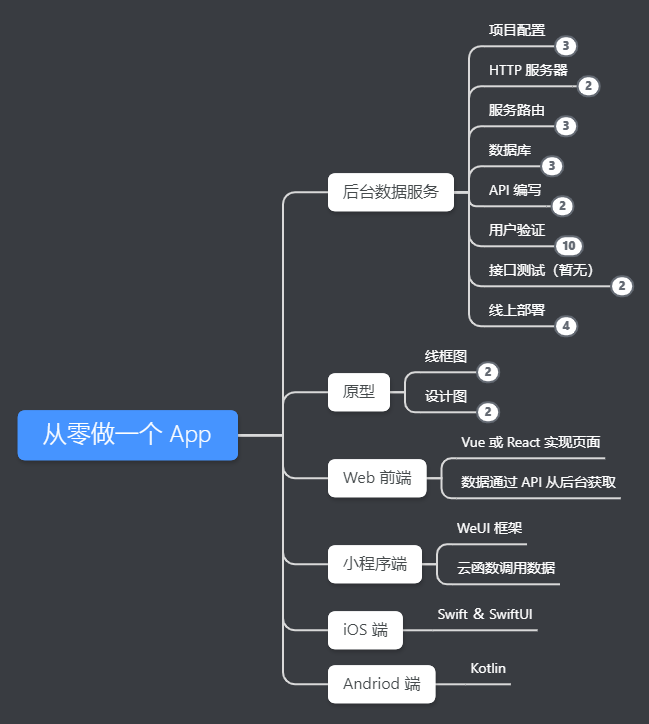 从零做一个 App
后台数据服务
项目配置
3
HTTP 服务器
2
服务路由
3
数据库
3
API 编写
2
用户验证
10
接口测试（暂无）
2
线上部署
4
原型
线框图
2
设计图
2
Web 前端
Vue 或 React 实现页面
数据通过 API 从后台获取
小程序端
WeUI 框架
云函数调用数据
iOS 端
Swift & SwiftUI
Andriod 端
Kotlin